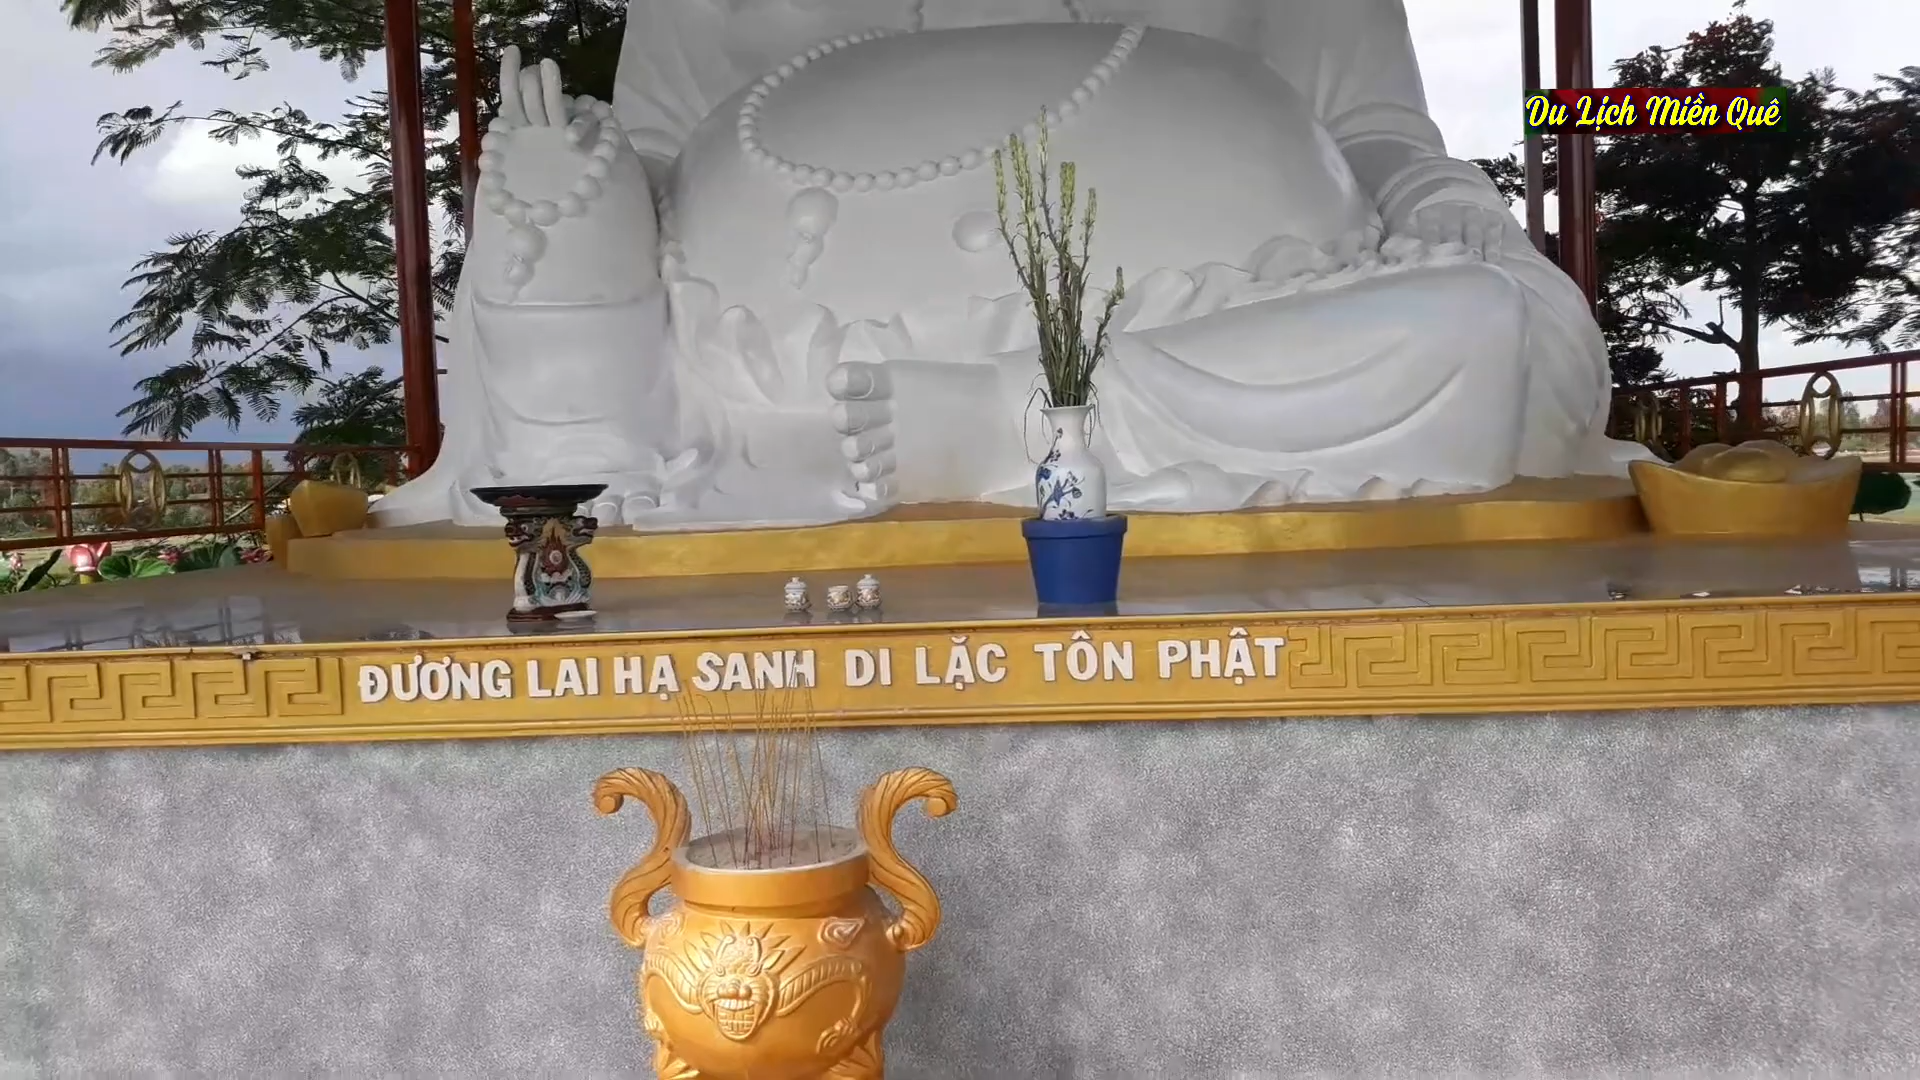 Du Lịch Miền Quê
ĐƯƠNG LAI HẠ SANH DI LẶC TÔN PHẬT